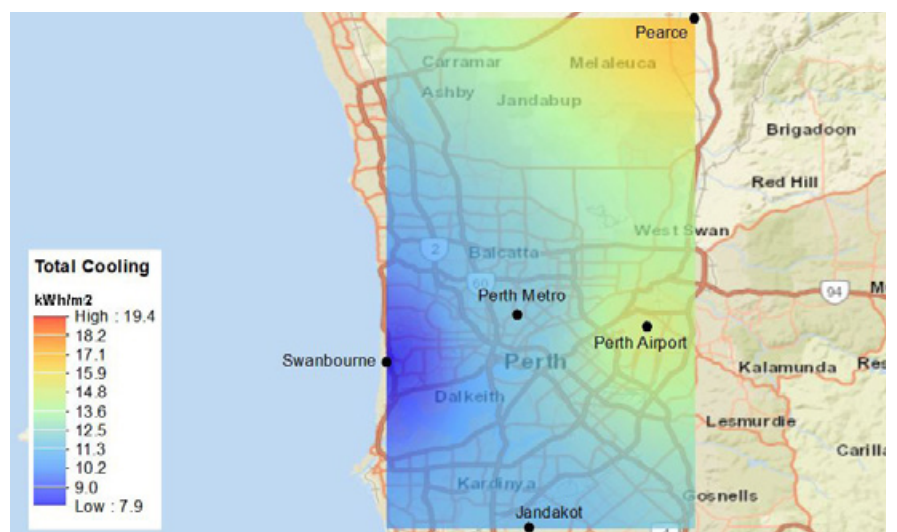 Pearce
Carramar
Melaleuca
Ashby
Jandabup
Brigadoon
Red Hill
West Swan
2
Balcatta
60
94
Perth Metro
Perth Airport
Swanbourne
Perth
Kalamunda
Dalkeith
Lesmurdie
Kardinya
Gosnells
Jandakot
Total Cooling
kWh/m2
High : 19.4
18.2
17.1
15.9
14.8
13.6
12.5
11.3
10.2
9.0
Low : 7.9